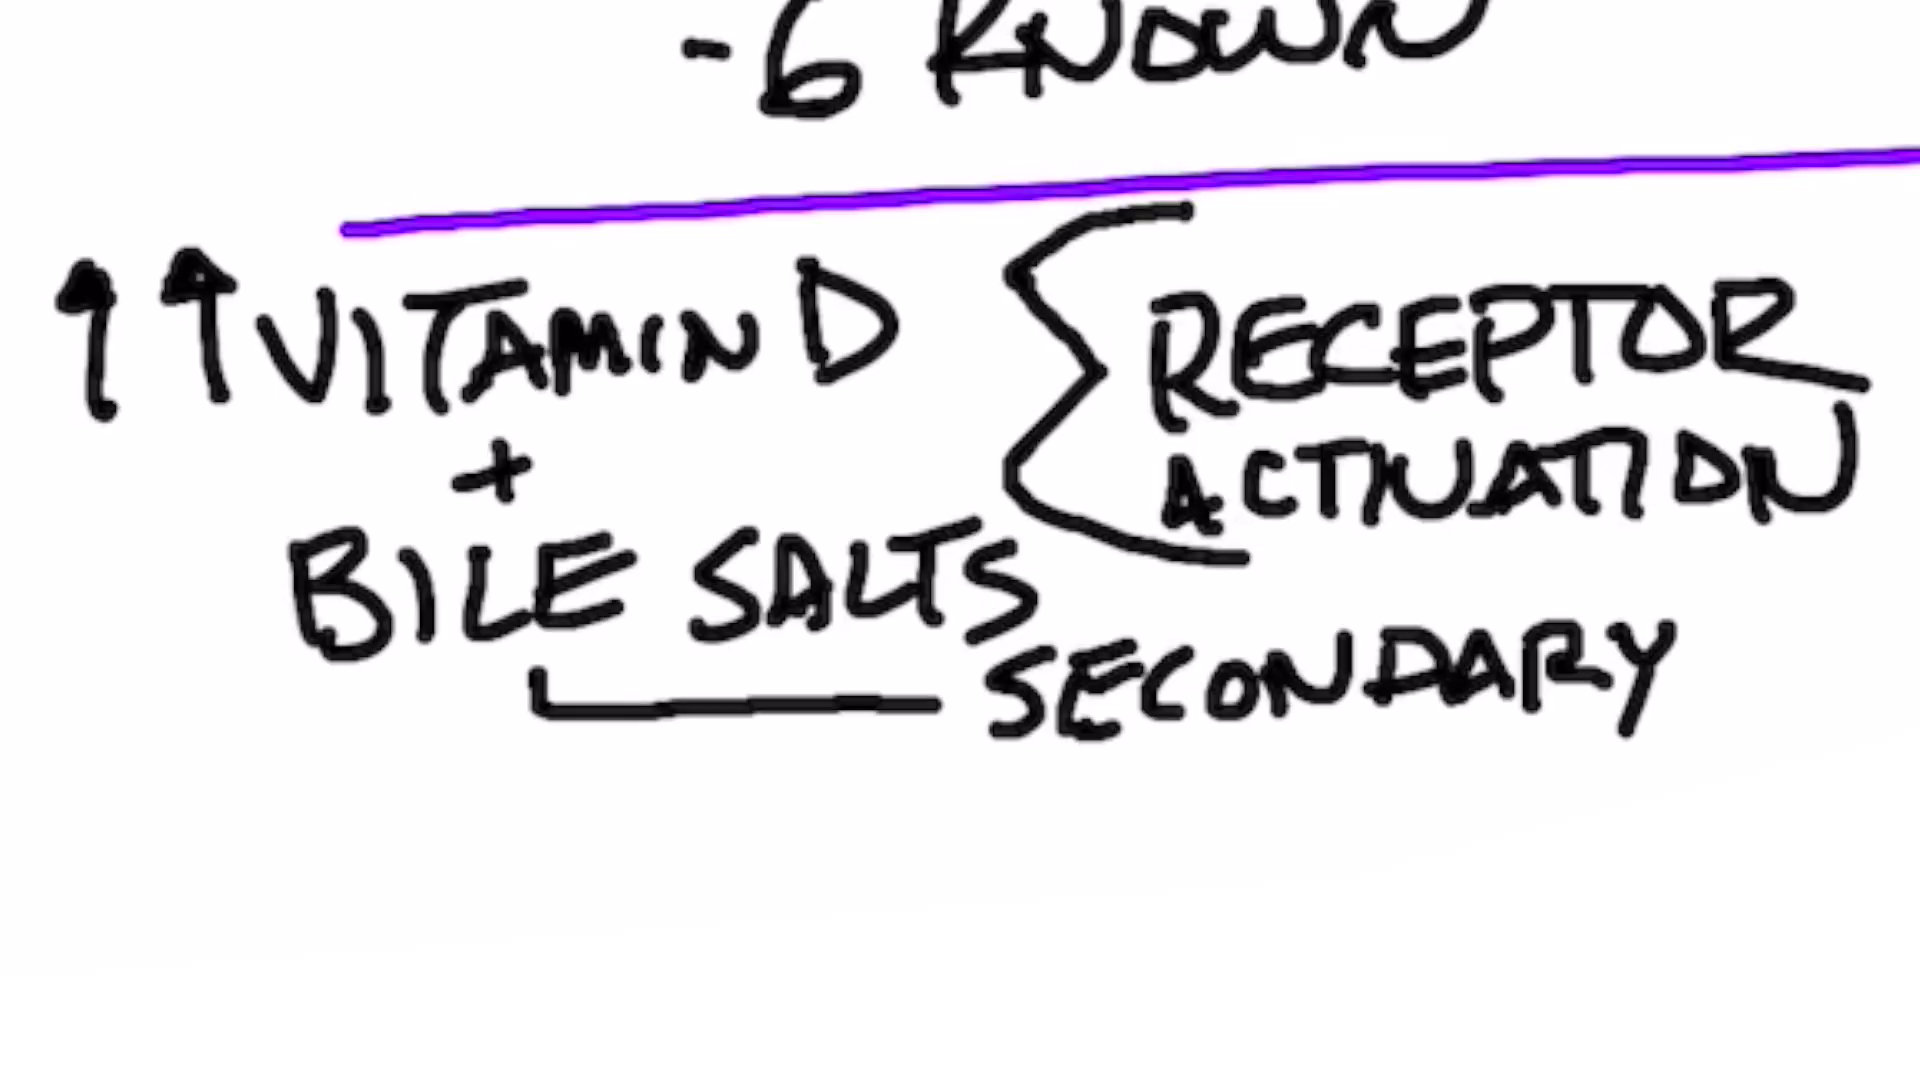 -6 KNOWN
↑↑VITAMIN D
+
BILE SALTS
RECEPTOR
ACTIVATION
SECONDARY